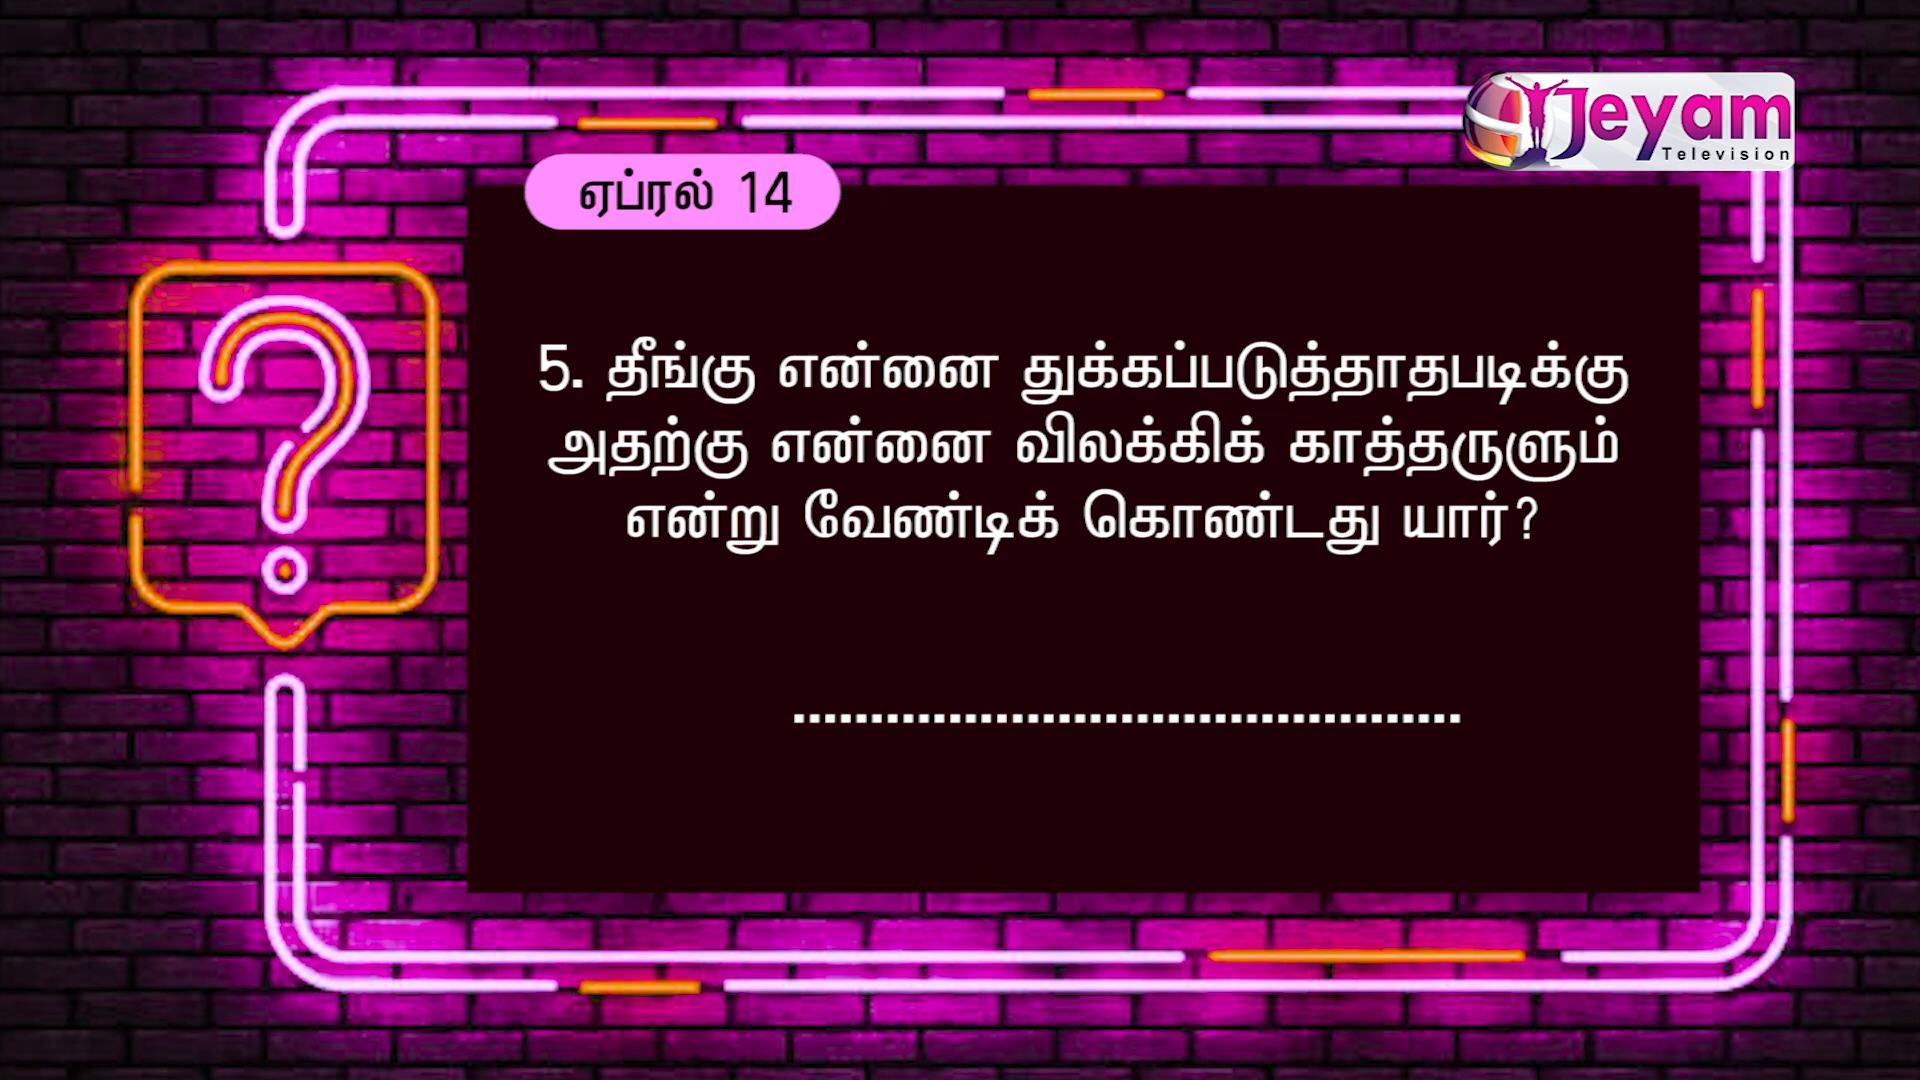 Jeyam
Television
ஏப்ரல் 14
5. தீங்கு என்னை துக்கப்படுத்தாதபடிக்கு
அதற்கு என்னை விலக்கிக் காத்தருளும்
என்று வேண்டிக் கொண்டது யார்?